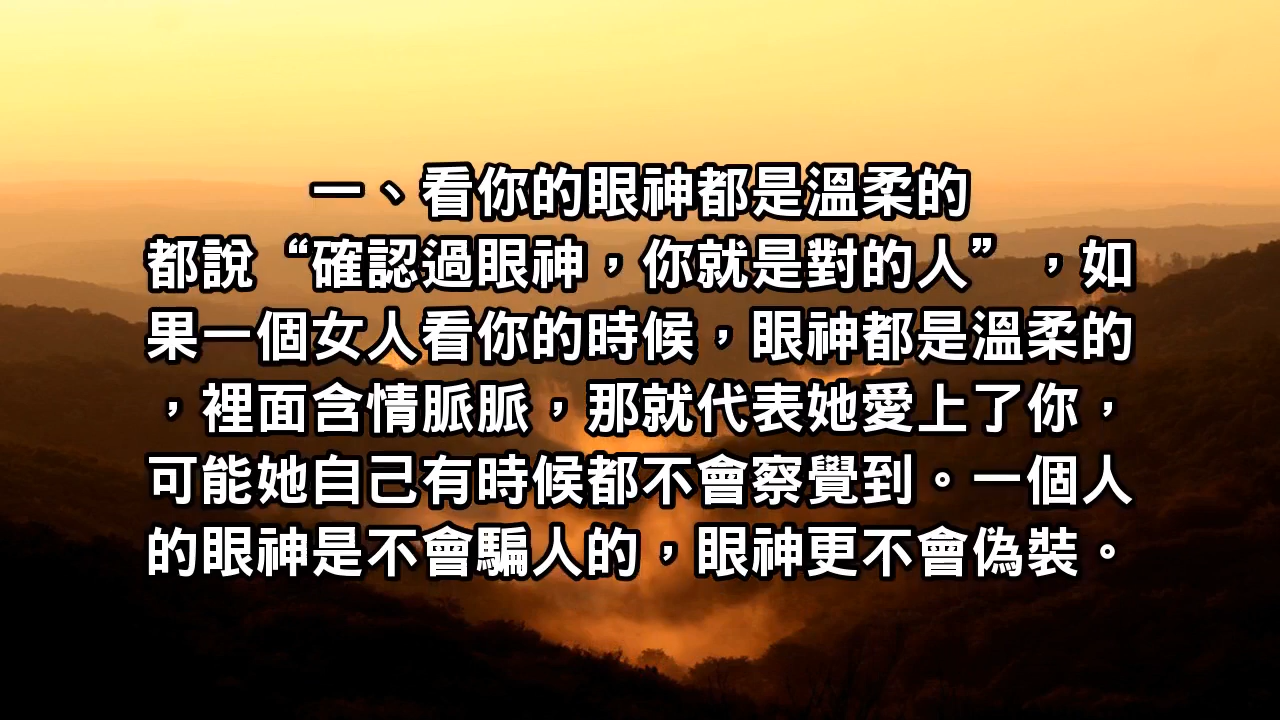 一、看你的眼神都是溫柔的
都說“確認過眼神，你就是對的人”，如
果一個女人看你的時候，眼神都是溫柔的
，裡面含情脈脈，那就代表她愛上了你，
可能她自己有時候都不會察覺到。一個人
的眼神是不會騙人的，眼神更不會偽裝。